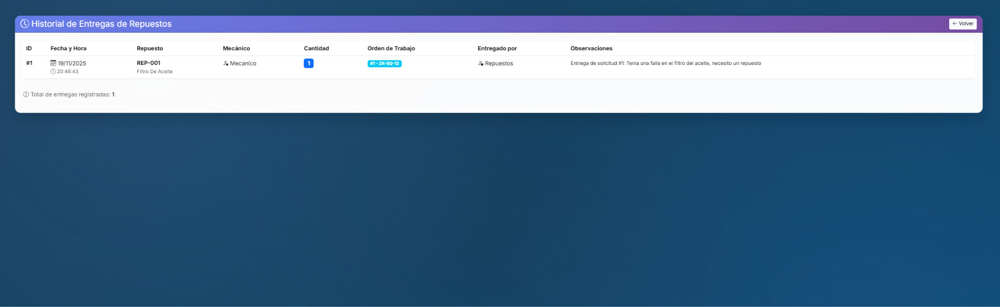 Historial de Entregas de Repuestos
← Volver
ID Fecha y Hora Repuesto Mecánico Cantidad Orden de Trabajo Entregado por Observaciones
#1 19/11/2025 REP-001 Mecanico 1 #1 - ZK-SQ-12 Repuestos Entrega de solicitud #1: Tenia una falla en el filtro del aceite, necesito un repuesto
20:46:43 Filtro De Aceite
Total de entregas registradas: 1